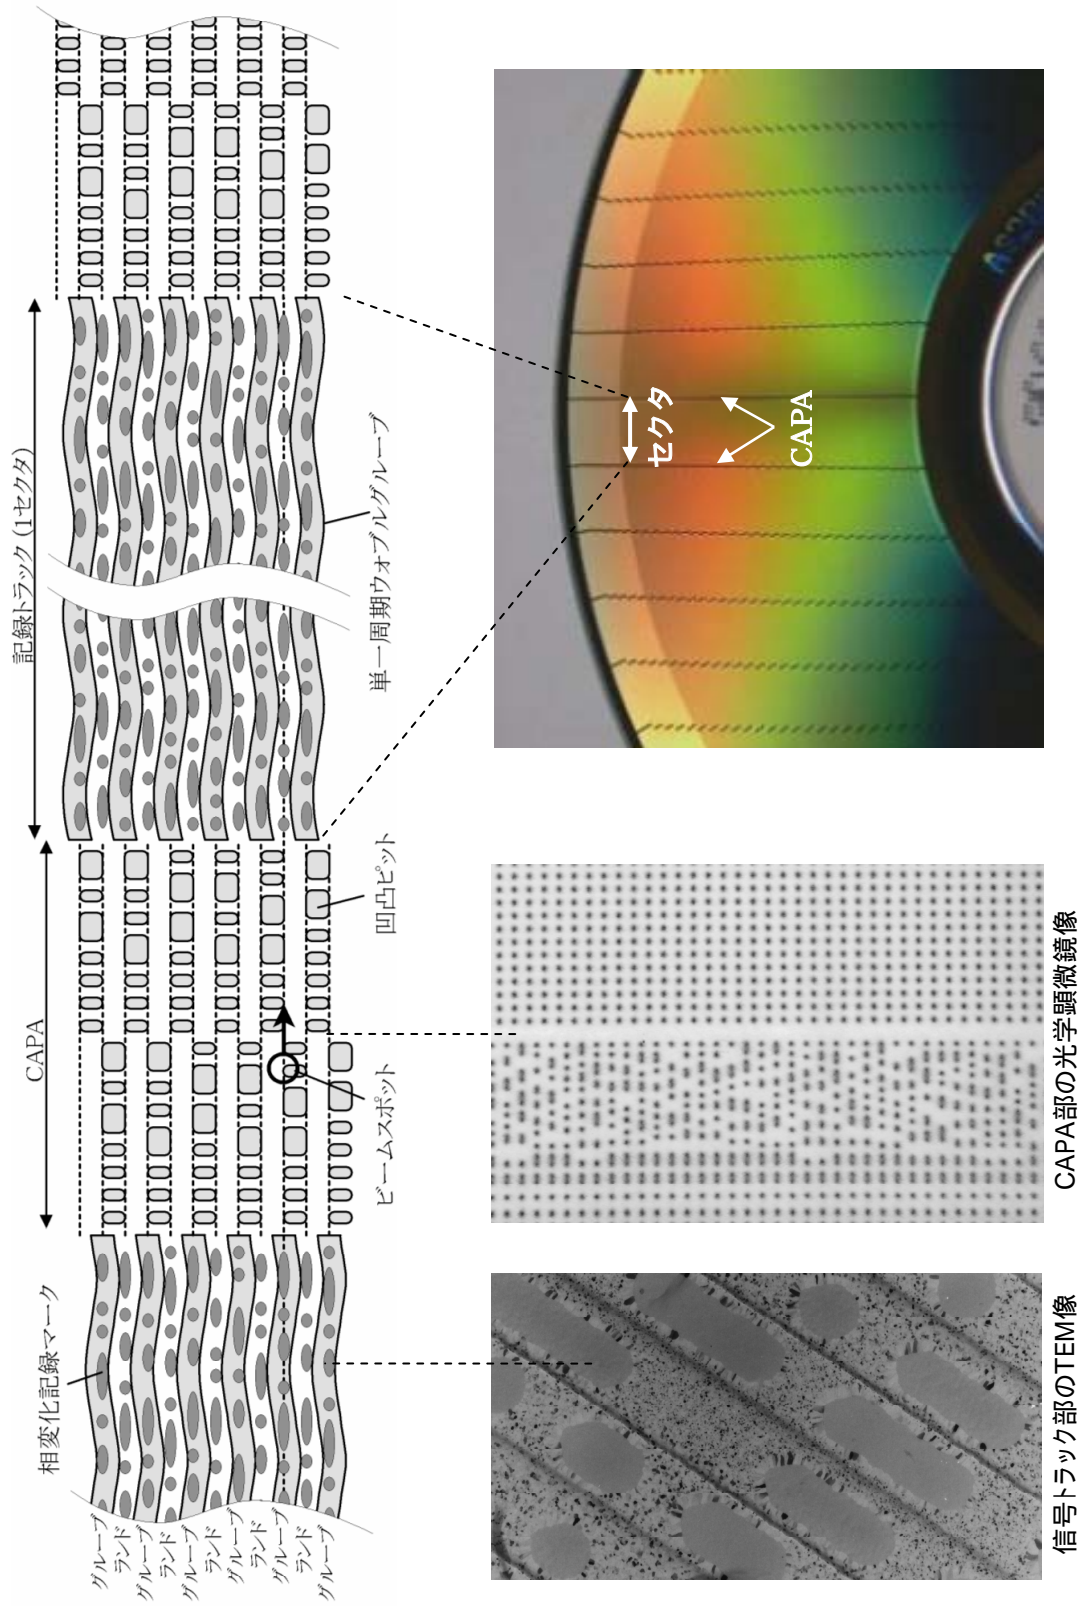 記録トラック (1セクタ)
CAPA
相変化記録マーク
グルーブ
ランド
グルーブ
ランド
グルーブ
ランド
グルーブ
ランド
グルーブ
ランド
グルーブ
ビームスポット
凹凸ピット
単一周期ウォブルグルーブ
セクタ
CAPA
信号トラック部のTEM像
CAPA部の光学顕微鏡像